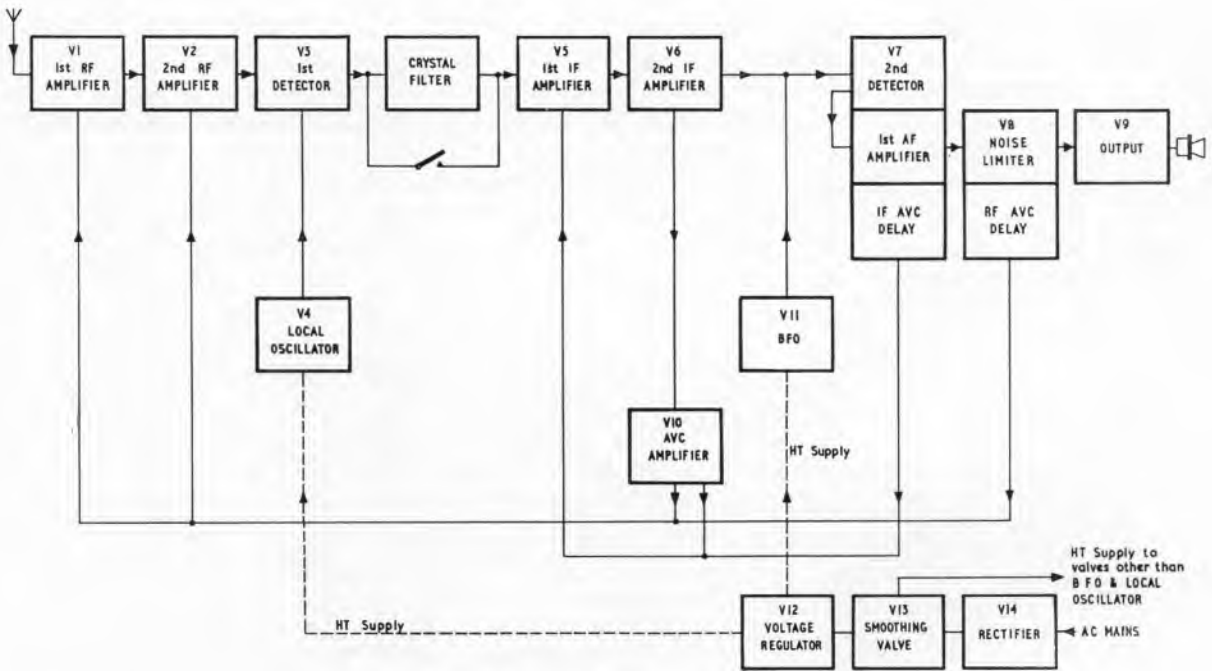 V1
1st RF
AMPLIFIER
V2
2nd RF
AMPLIFIER
V3
1st
DETECTOR
CRYSTAL
FILTER
V5
1st IF
AMPLIFIER
V6
2nd IF
AMPLIFIER
V7
2nd
DETECTOR
1st AF
AMPLIFIER
IF AVC
DELAY
V8
NOISE
LIMITER
RF AVC
DELAY
V9
OUTPUT
V4
LOCAL
OSCILLATOR
V11
BFO
V10
AVC
AMPLIFIER
HT Supply
HT Supply
V12
VOLTAGE
REGULATOR
V13
SMOOTHING
VALVE
V14
RECTIFIER
AC MAINS
HT Supply to
valves other than
BFO & LOCAL
OSCILLATOR